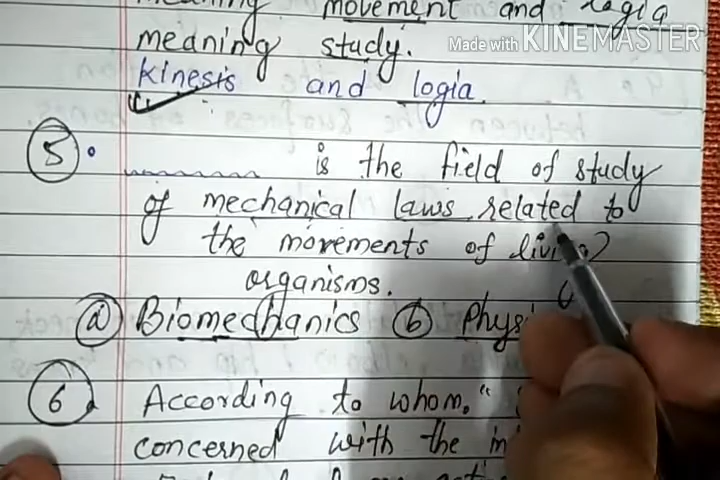 movement and logia
meaning study.
Made with KINEMASTER
Kinesis and logia.
5. ........ is the field of study
of mechanical laws related to
the movements of
organisms.
(a) Biomechanics (b)
6. According to whom. "
concerned with the